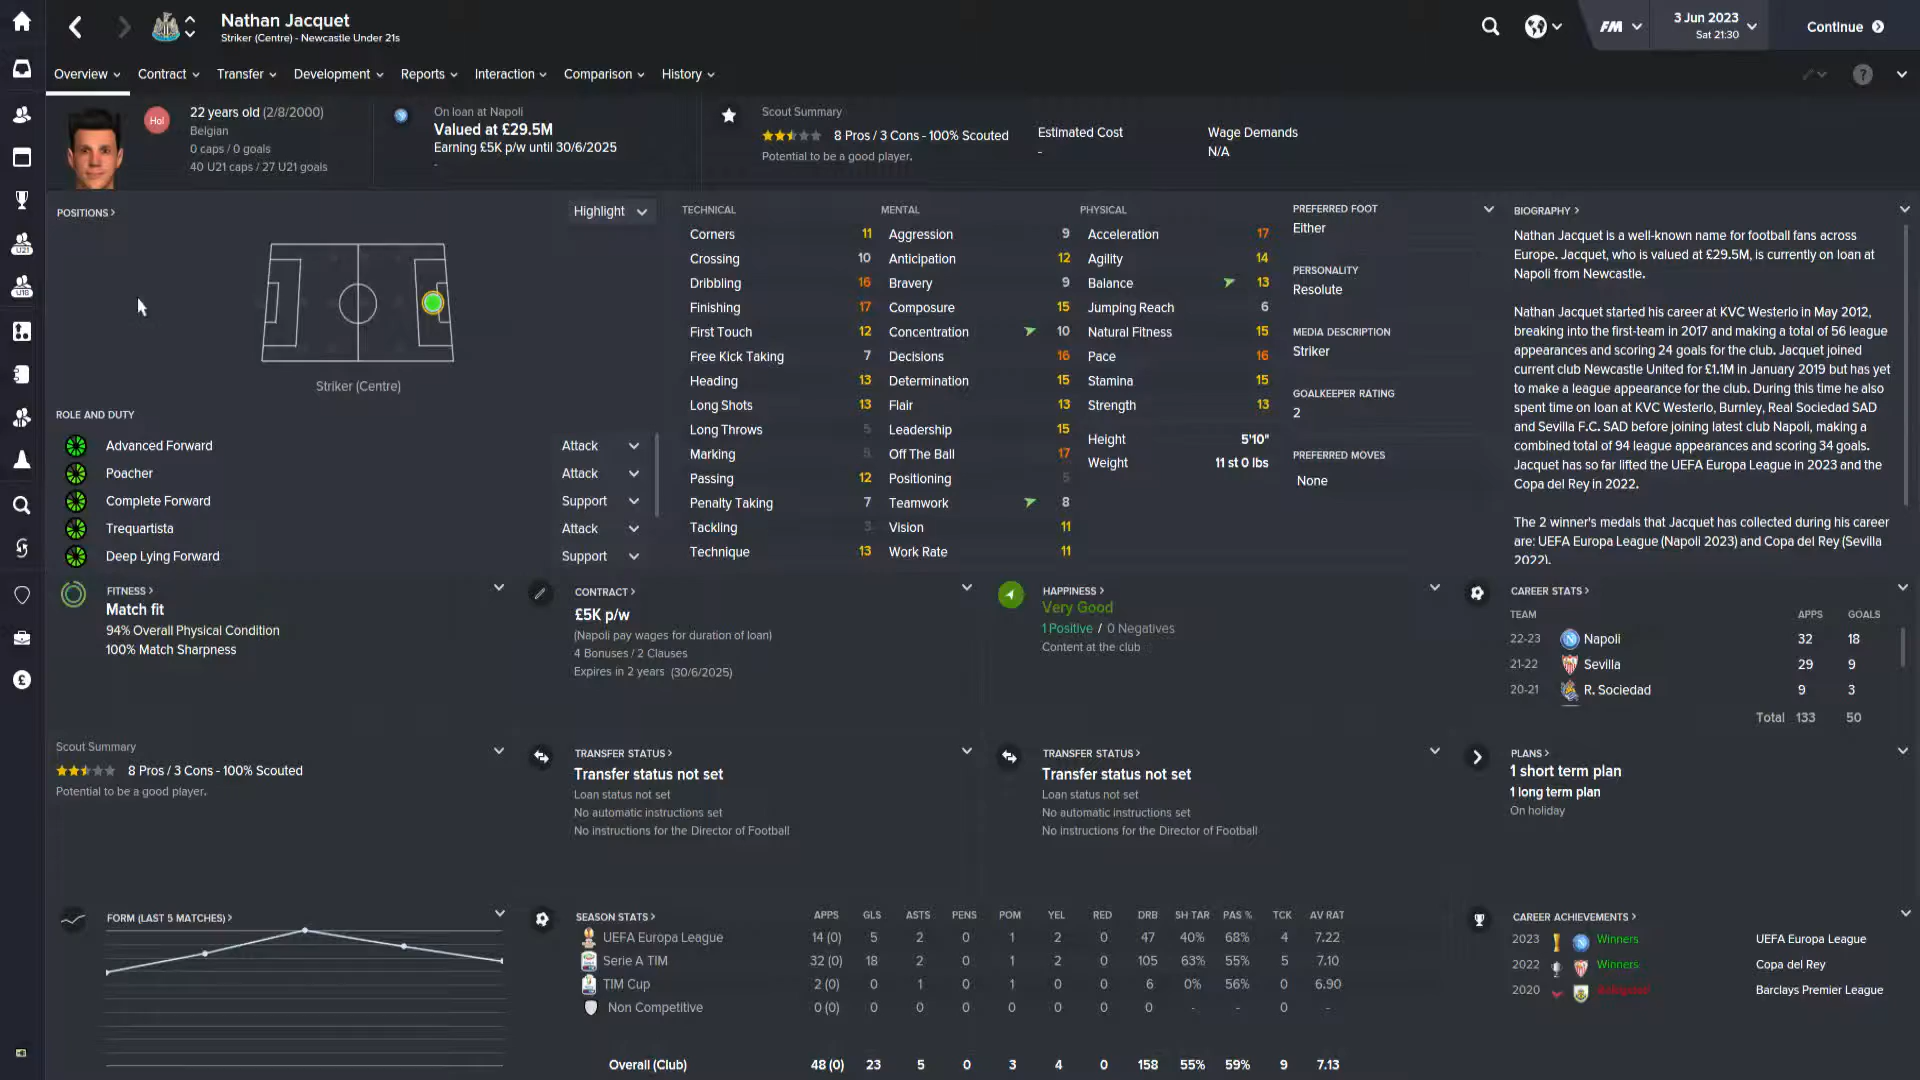 Nathan Jacquet
Striker (Centre) - Newcastle Under 21s
FM
3 Jun 2023
Sat 21:30
Continue
Overview
Contract
Transfer
Development
Reports
Interaction
Comparison
History
?
Hol
22 years old (2/8/2000)
Belgian
0 caps / 0 goals
40 U21 caps / 27 U21 goals
On loan at Napoli
Valued at £29.5M
Earning £5K p/w until 30/6/2025
-
Scout Summary
8 Pros / 3 Cons - 100% Scouted
Potential to be a good player.
Estimated Cost
-
Wage Demands
N/A
POSITIONS >
Highlight
Striker (Centre)
ROLE AND DUTY
Advanced Forward Attack
Poacher Attack
Complete Forward Support
Trequartista Attack
Deep Lying Forward Support
TECHNICAL
Corners 11
Crossing 10
Dribbling 16
Finishing 17
First Touch 12
Free Kick Taking 7
Heading 13
Long Shots 13
Long Throws 5
Marking 5
Passing 12
Penalty Taking 7
Tackling 3
Technique 13
MENTAL
Aggression 9
Anticipation 12
Bravery 9
Composure 15
Concentration 10
Decisions 16
Determination 15
Flair 13
Leadership 15
Off The Ball 17
Positioning 5
Teamwork 8
Vision 11
Work Rate 11
PHYSICAL
Acceleration 17
Agility 14
Balance 13
Jumping Reach 6
Natural Fitness 15
Pace 16
Stamina 15
Strength 13
Height 5'10"
Weight 11 st 0 lbs
PREFERRED FOOT
Either
PERSONALITY
Resolute
MEDIA DESCRIPTION
Striker
GOALKEEPER RATING
2
PREFERRED MOVES
None
BIOGRAPHY >
Nathan Jacquet is a well-known name for football fans across
Europe. Jacquet, who is valued at £29.5M, is currently on loan at
Napoli from Newcastle.
Nathan Jacquet started his career at KVC Westerlo in May 2012,
breaking into the first-team in 2017 and making a total of 56 league
appearances and scoring 24 goals for the club. Jacquet joined
current club Newcastle United for £1.1M in January 2019 but has yet
to make a league appearance for the club. During this time he also
spent time on loan at KVC Westerlo, Burnley, Real Sociedad SAD
and Sevilla F.C. SAD before joining latest club Napoli, making a
combined total of 94 league appearances and scoring 34 goals.
Jacquet has so far lifted the UEFA Europa League in 2023 and the
Copa del Rey in 2022.
The 2 winner's medals that Jacquet has collected during his career
are: UEFA Europa League (Napoli 2023) and Copa del Rey (Sevilla
2022).
FITNESS >
Match fit
94% Overall Physical Condition
100% Match Sharpness
CONTRACT >
£5K p/w
(Napoli pay wages for duration of loan)
4 Bonuses / 2 Clauses
Expires in 2 years (30/6/2025)
HAPPINESS >
Very Good
1 Positive / 0 Negatives
Content at the club
CAREER STATS >
TEAM APPS GOALS
22-23 Napoli 32 18
21-22 Sevilla 29 9
20-21 R. Sociedad 9 3
Total 133 50
Scout Summary
8 Pros / 3 Cons - 100% Scouted
Potential to be a good player.
TRANSFER STATUS >
Transfer status not set
Loan status not set
No automatic instructions set
No instructions for the Director of Football
TRANSFER STATUS >
Transfer status not set
Loan status not set
No automatic instructions set
No instructions for the Director of Football
PLANS >
1 short term plan
1 long term plan
On holiday
FORM (LAST 5 MATCHES) >
SEASON STATS > APPS GLS ASTS PENS POM YEL RED DRB SH TAR PAS % TCK AV RAT
UEFA Europa League 14 (0) 5 2 0 1 2 0 47 40% 68% 4 7.22
Serie A TIM 32 (0) 18 2 0 1 2 0 105 63% 55% 5 7.10
TIM Cup 2 (0) 0 1 0 1 0 0 6 0% 56% 0 6.90
Non Competitive 0 (0) 0 0 0 0 0 0 0 - - 0 -
Overall (Club) 48 (0) 23 5 0 3 4 0 158 55% 59% 9 7.13
CAREER ACHIEVEMENTS >
2023 Winners UEFA Europa League
2022 Winners Copa del Rey
2020 Relegated Barclays Premier League